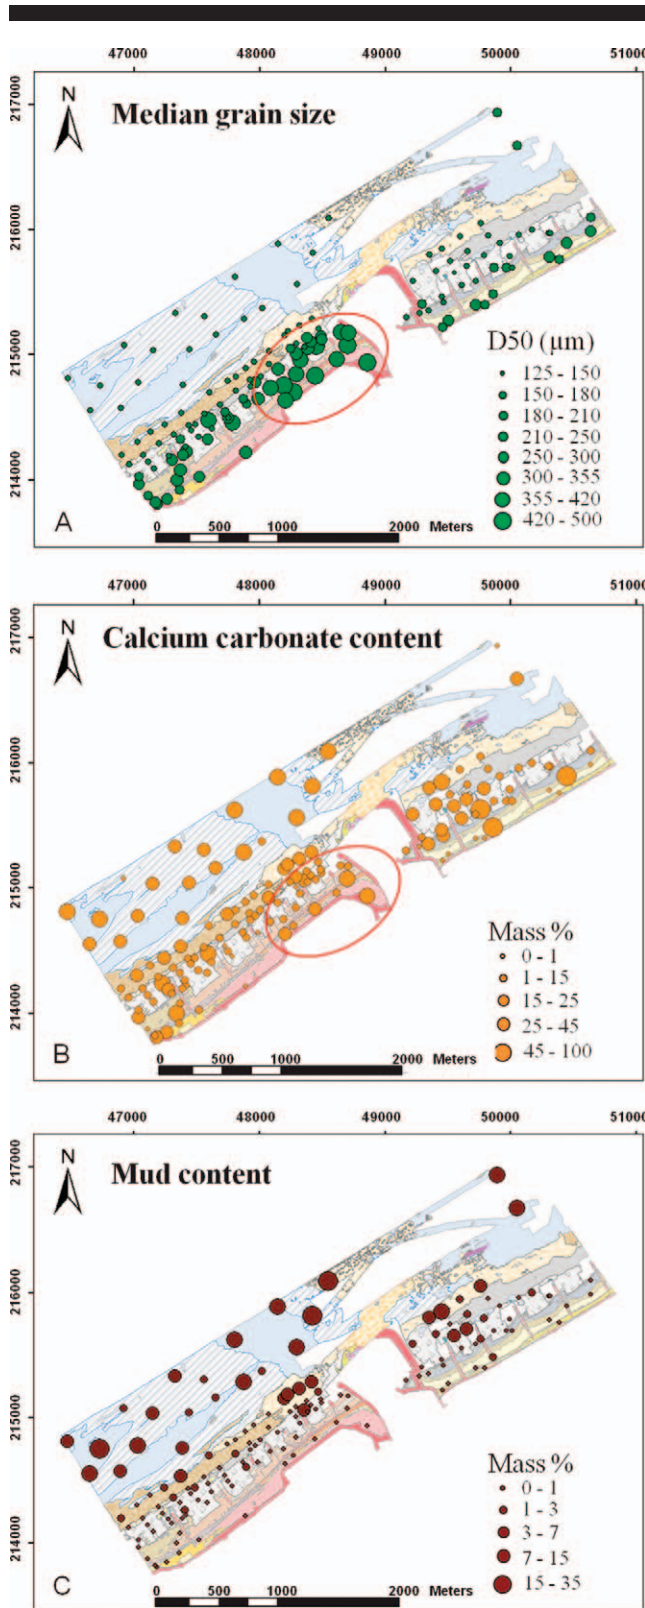 47000 48000 49000 50000 51000
217000
216000
215000
214000
N
Median grain size
D50 (µm)
125 - 150
150 - 180
180 - 210
210 - 250
250 - 300
300 - 355
355 - 420
420 - 500
A
0 500 1000 2000 Meters
47000 48000 49000 50000 51000
217000
216000
215000
214000
N
Calcium carbonate content
Mass %
0 - 1
1 - 15
15 - 25
25 - 45
45 - 100
B
0 500 1000 2000 Meters
47000 48000 49000 50000 51000
217000
216000
215000
214000
N
Mud content
Mass %
0 - 1
1 - 3
3 - 7
7 - 15
15 - 35
C
0 500 1000 2000 Meters